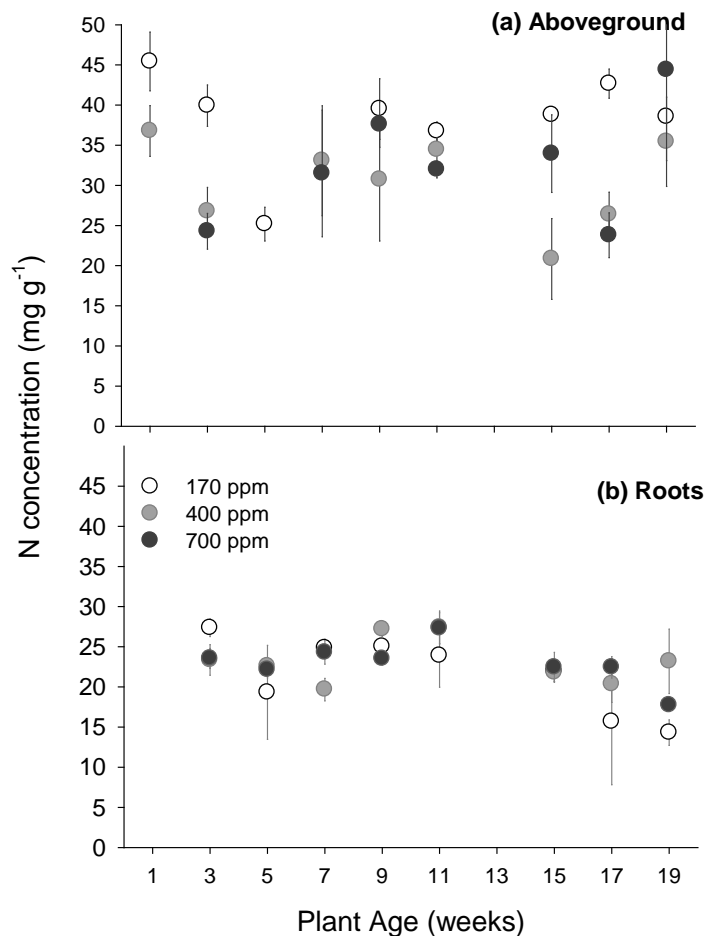 (a) Aboveground
50
45
40
35
30
25
20
15
10
5
0
N concentration (mg g⁻¹)
(b) Roots
170 ppm
400 ppm
700 ppm
45
40
35
30
25
20
15
10
5
0
1 3 5 7 9 11 13 15 17 19
Plant Age (weeks)